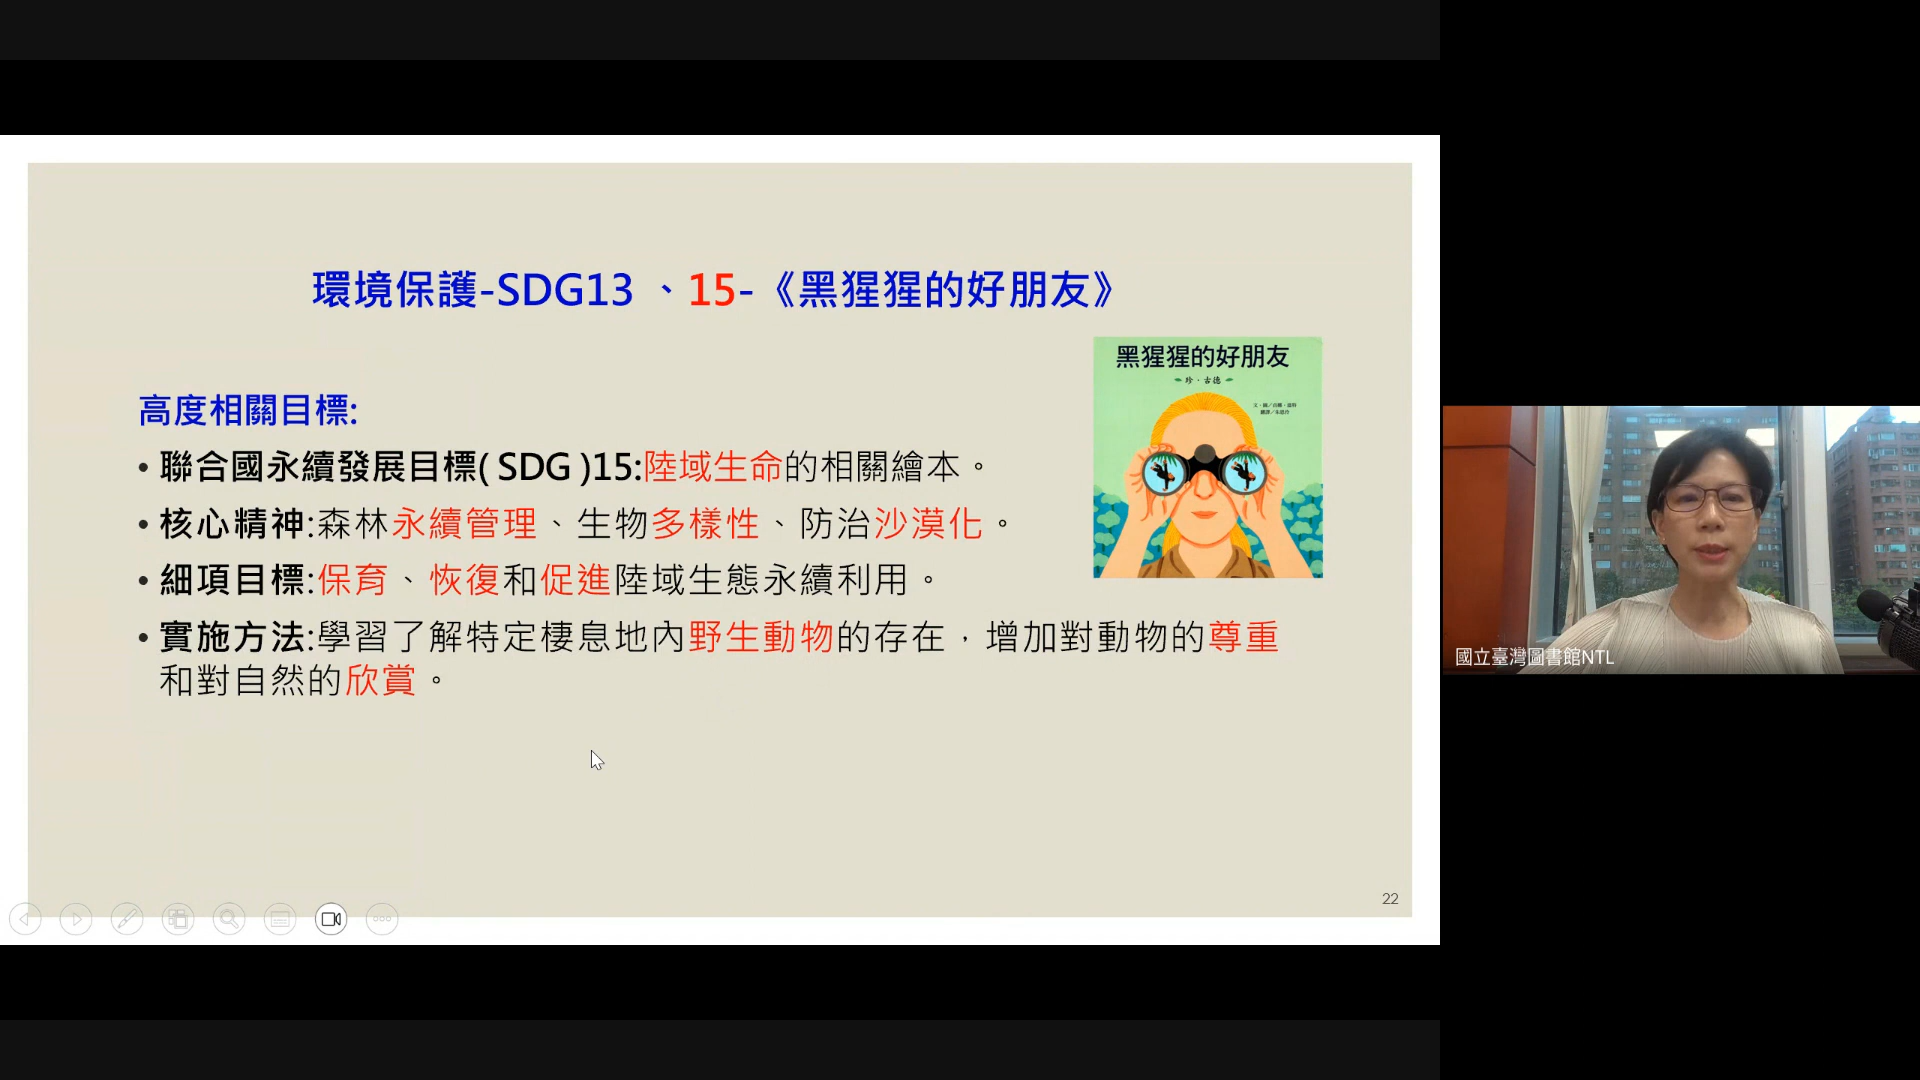 環境保護-SDG13、15-《黑猩猩的好朋友》
高度相關目標:
• 聯合國永續發展目標( SDG )15:陸域生命的相關繪本。
• 核心精神:森林永續管理、生物多樣性、防治沙漠化。
• 細項目標:保育、恢復和促進陸域生態永續利用。
• 實施方法:學習了解特定棲息地內野生動物的存在，增加對動物的尊重
和對自然的欣賞。
黑猩猩的好朋友
珍·古德
22
國立臺灣圖書館NTL